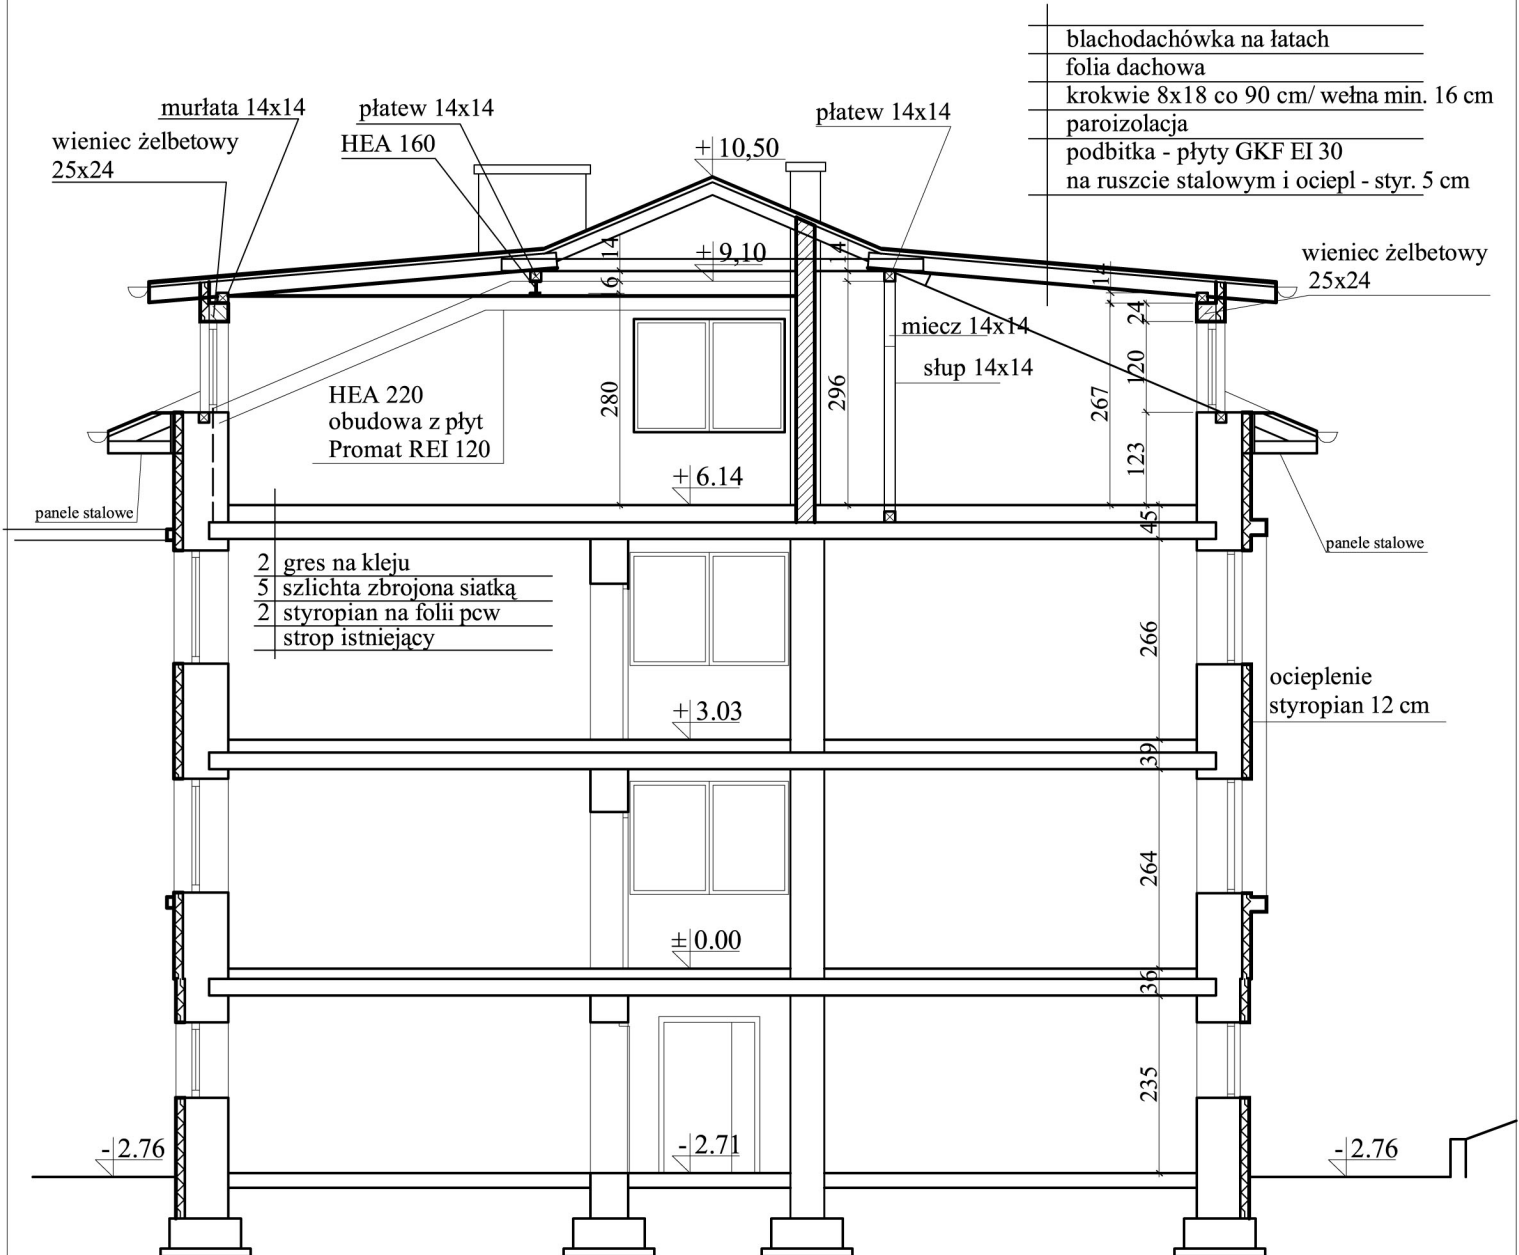 blachodachówka na łatach
folia dachowa
krokwie 8x18 co 90 cm/ wełna min. 16 cm
paroizolacja
podbitka - płyty GKF EI 30
na ruszcie stalowym i ociepl - styr. 5 cm
murłata 14x14
wieniec żelbetowy
25x24
płatew 14x14
HEA 160
+ 10,50
płatew 14x14
wieniec żelbetowy
25x24
+ 9,10
14
6
14
14
24
miecz 14x14
słup 14x14
120
HEA 220
obudowa z płyt
Promat REI 120
280
296
267
123
+ 6.14
45
panele stalowe
panele stalowe
2 gres na kleju
5 szlichta zbrojona siatką
2 styropian na folii pcw
strop istniejący
266
ocieplenie
styropian 12 cm
+ 3.03
39
264
± 0.00
36
235
- 2.76
- 2.71
- 2.76